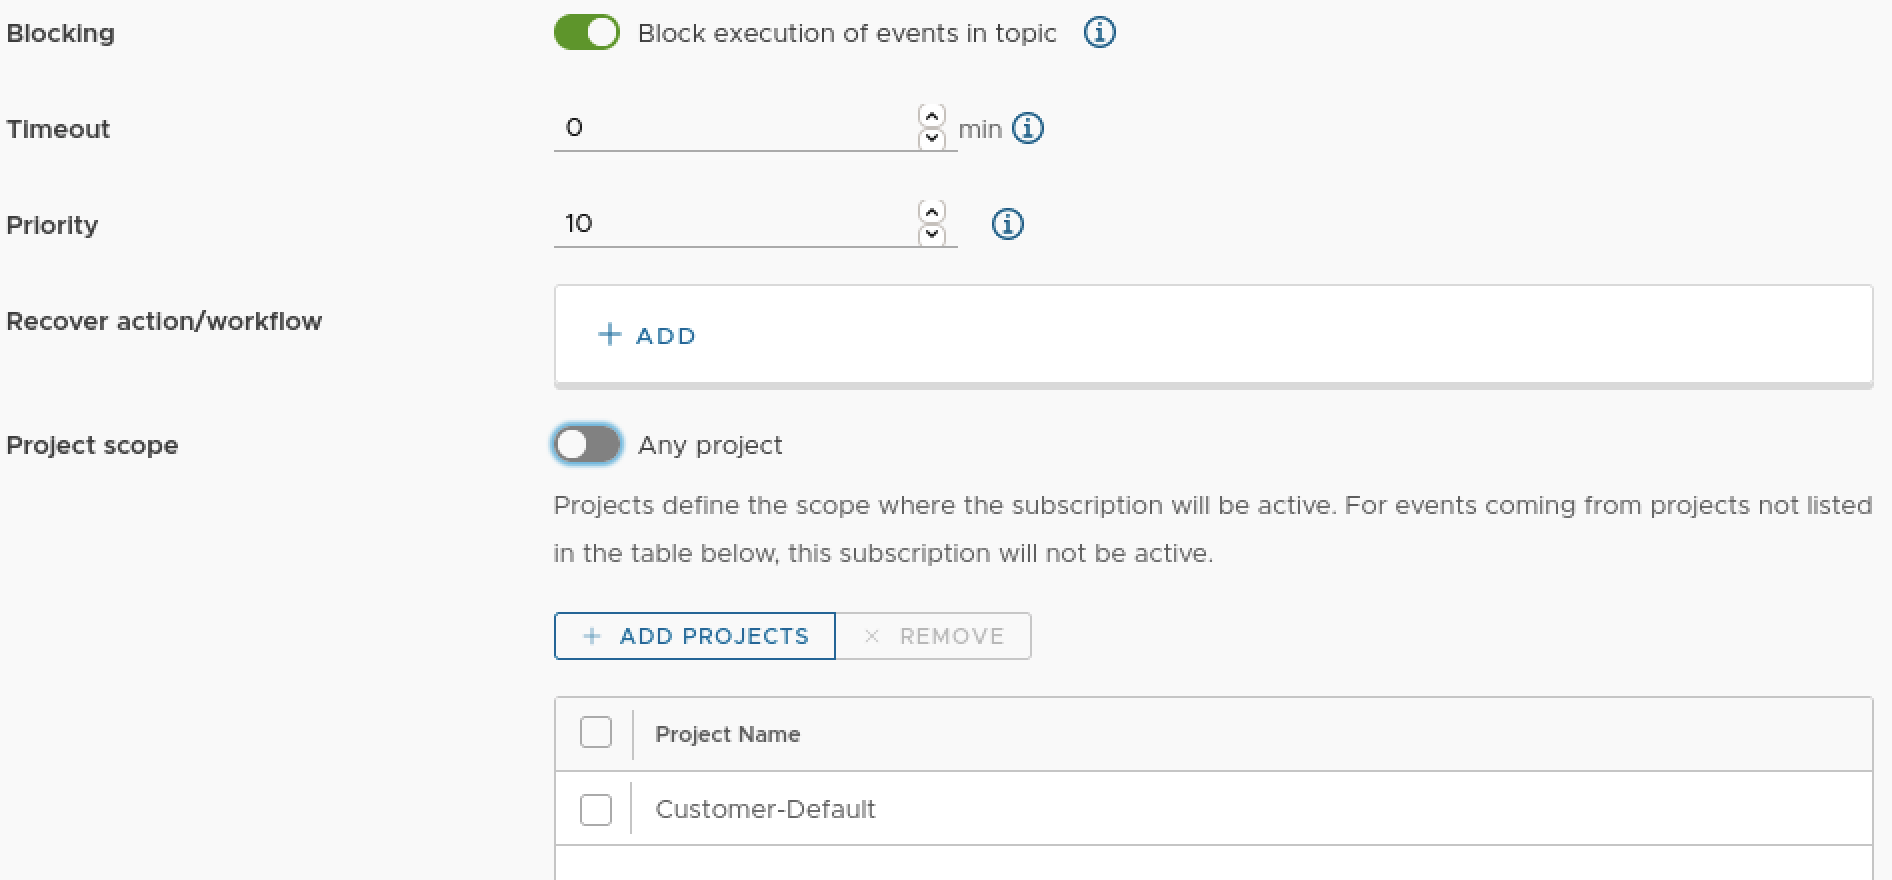 Blocking
Block execution of events in topic
Timeout
0
min
Priority
10
Recover action/workflow
+ ADD
Project scope
Any project
Projects define the scope where the subscription will be active. For events coming from projects not listed
in the table below, this subscription will not be active.
+ ADD PROJECTS
× REMOVE
Project Name
Customer-Default